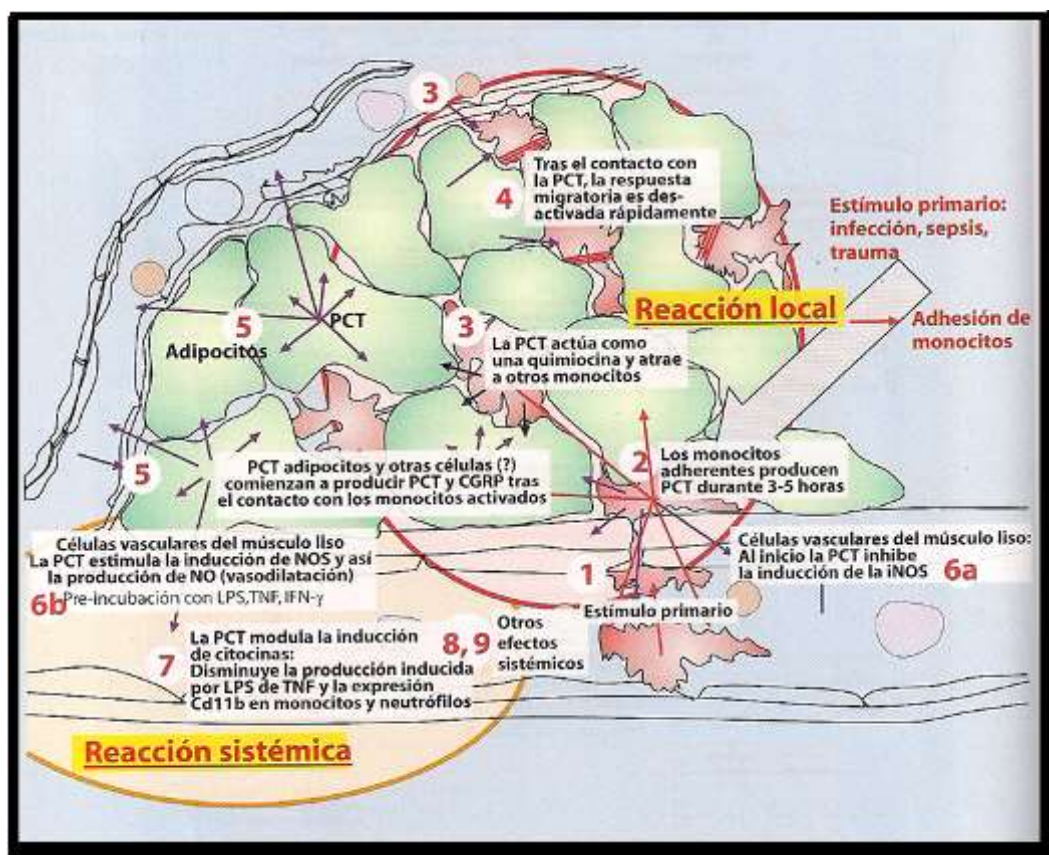 3
4
Tras el contacto con
la PCT, la respuesta
migratoria es des-
activada rápidamente
Estímulo primario:
infección, sepsis,
trauma
Reacción local
Adhesión de
monocitos
5
PCT
Adipocitos
3
La PCT actúa como
una quimiocina y atrae
a otros monocitos
2
Los monocitos
adherentes producen
PCT durante 3-5 horas
5
PCT adipocitos y otras células (?)
comienzan a producir PCT y CGRP tras
el contacto con los monocitos activados
Células vasculares del músculo liso
La PCT estimula la inducción de NOS y así
la producción de NO (vasodilatación)
6b Pre-incubación con LPS,TNF, IFN-γ
1
Estímulo primario
Células vasculares del músculo liso:
Al inicio la PCT inhibe
la inducción de la iNOS 6a
7
La PCT modula la inducción
de citocinas:
Disminuye la producción inducida
por LPS de TNF y la expresión
Cd11b en monocitos y neutrófilos
8, 9
Otros
efectos
sistémicos
Reacción sistémica